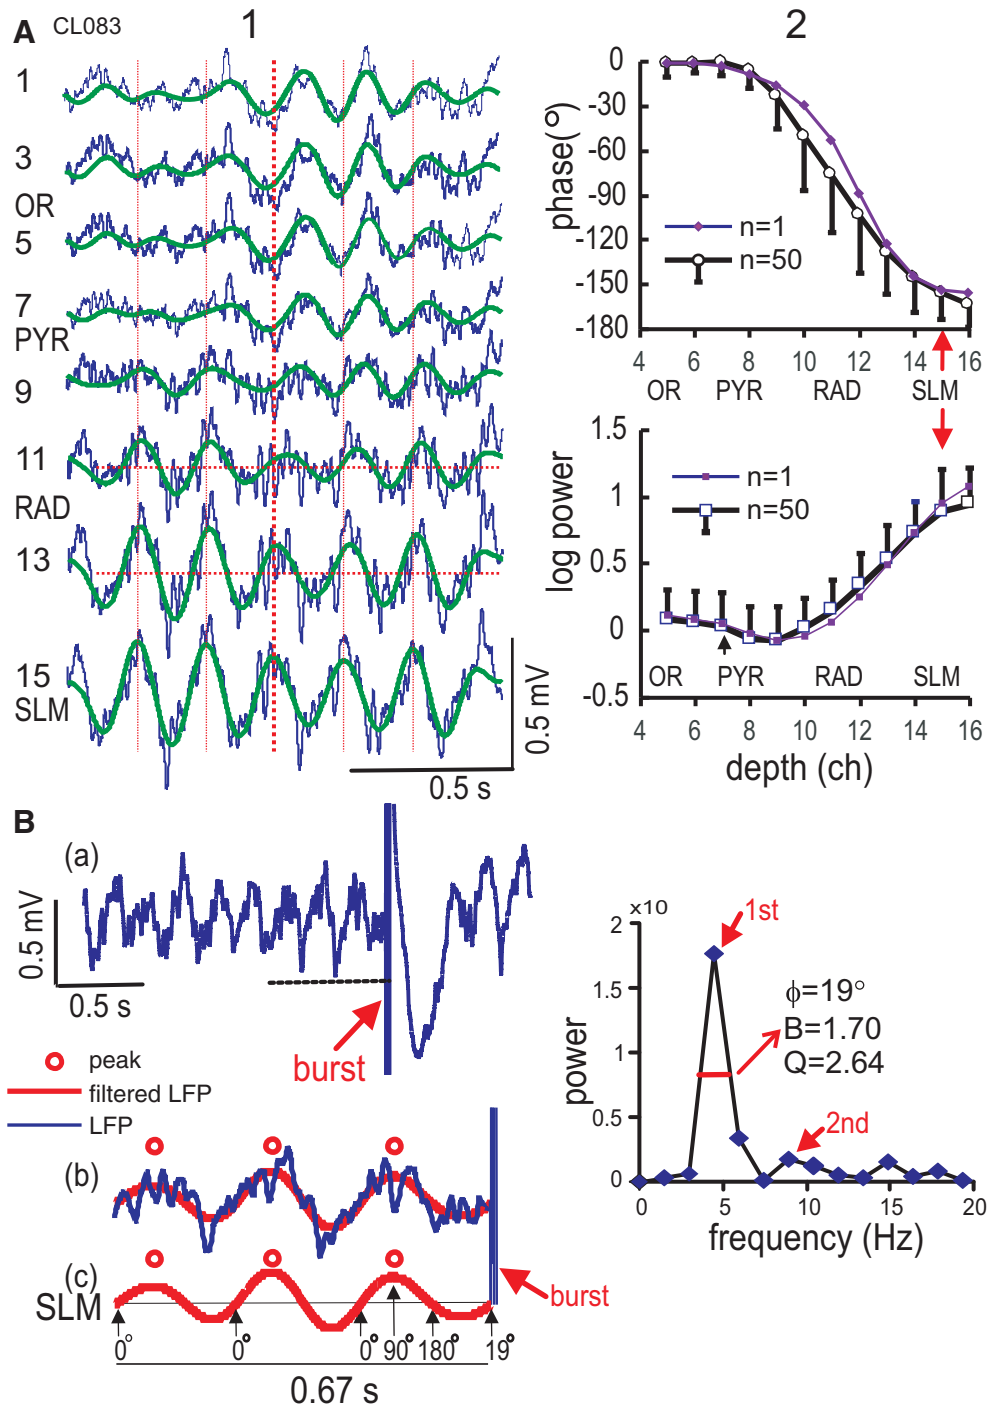 A CL083 1 2
1
3
OR
5
7
PYR
9
11
RAD
13
15
SLM
0.5 mV
0.5 s
phase(°)
0
-30
-60
-90
-120
-150
-180
n=1
n=50
4 6 8 10 12 14 16
OR PYR RAD SLM
log power
1.5
1
0.5
0
-0.5
n=1
n=50
OR PYR RAD SLM
4 6 8 10 12 14 16
depth (ch)
B
(a)
0.5 mV
0.5 s
burst
peak
filtered LFP
LFP
(b)
(c)
SLM
burst
0° 0° 0° 90° 180° 19°
0.67 s
×10
power
2
1.5
1
0.5
0
1st
ϕ=19°
B=1.70
Q=2.64
2nd
0 5 10 15 20
frequency (Hz)